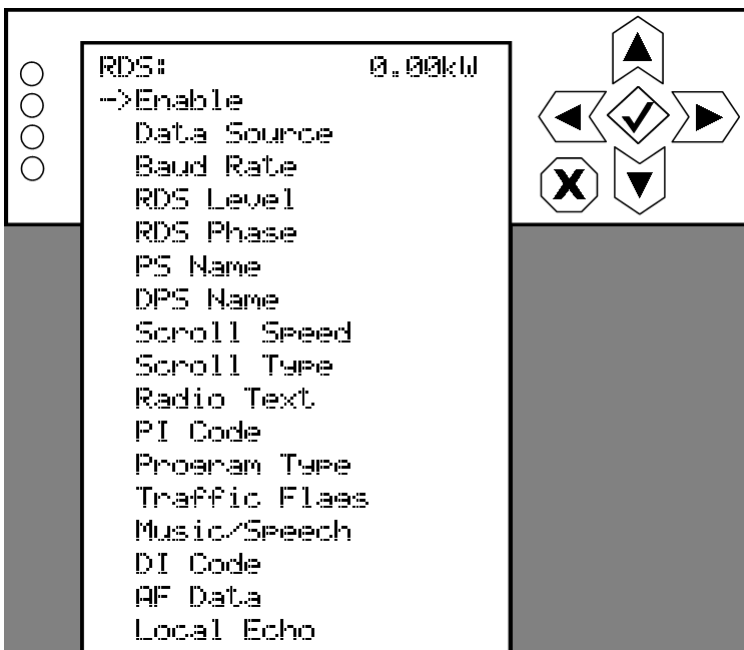 RDS: 0.00kW
->Enable
Data Source
Baud Rate
RDS Level
RDS Phase
PS Name
DPS Name
Scroll Speed
Scroll Type
Radio Text
PI Code
Program Type
Traffic Flags
Music/Speech
DI Code
AF Data
Local Echo
X